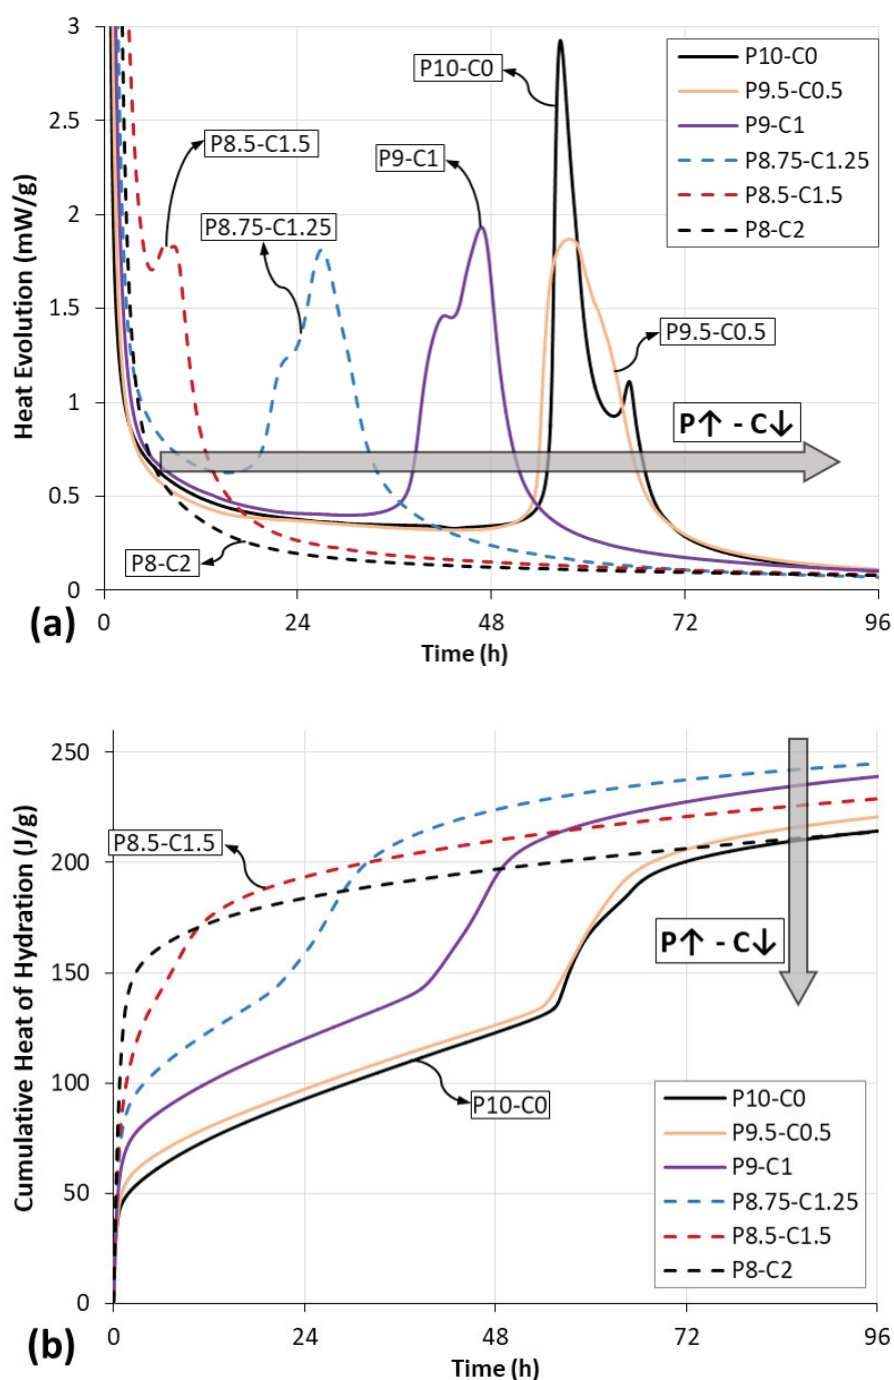 3
2.5
2
1.5
1
0.5
0
Heat Evolution (mW/g)
P10-C0
P8.5-C1.5
P9-C1
P8.75-C1.25
P9.5-C0.5
P8-C2
P↑ - C↓
P10-C0
P9.5-C0.5
P9-C1
P8.75-C1.25
P8.5-C1.5
P8-C2
0
24
48
72
96
Time (h)
(a)
250
200
150
100
50
0
Cumulative Heat of Hydration (J/g)
P8.5-C1.5
P10-C0
P↑ - C↓
P10-C0
P9.5-C0.5
P9-C1
P8.75-C1.25
P8.5-C1.5
P8-C2
0
24
48
72
96
Time (h)
(b)